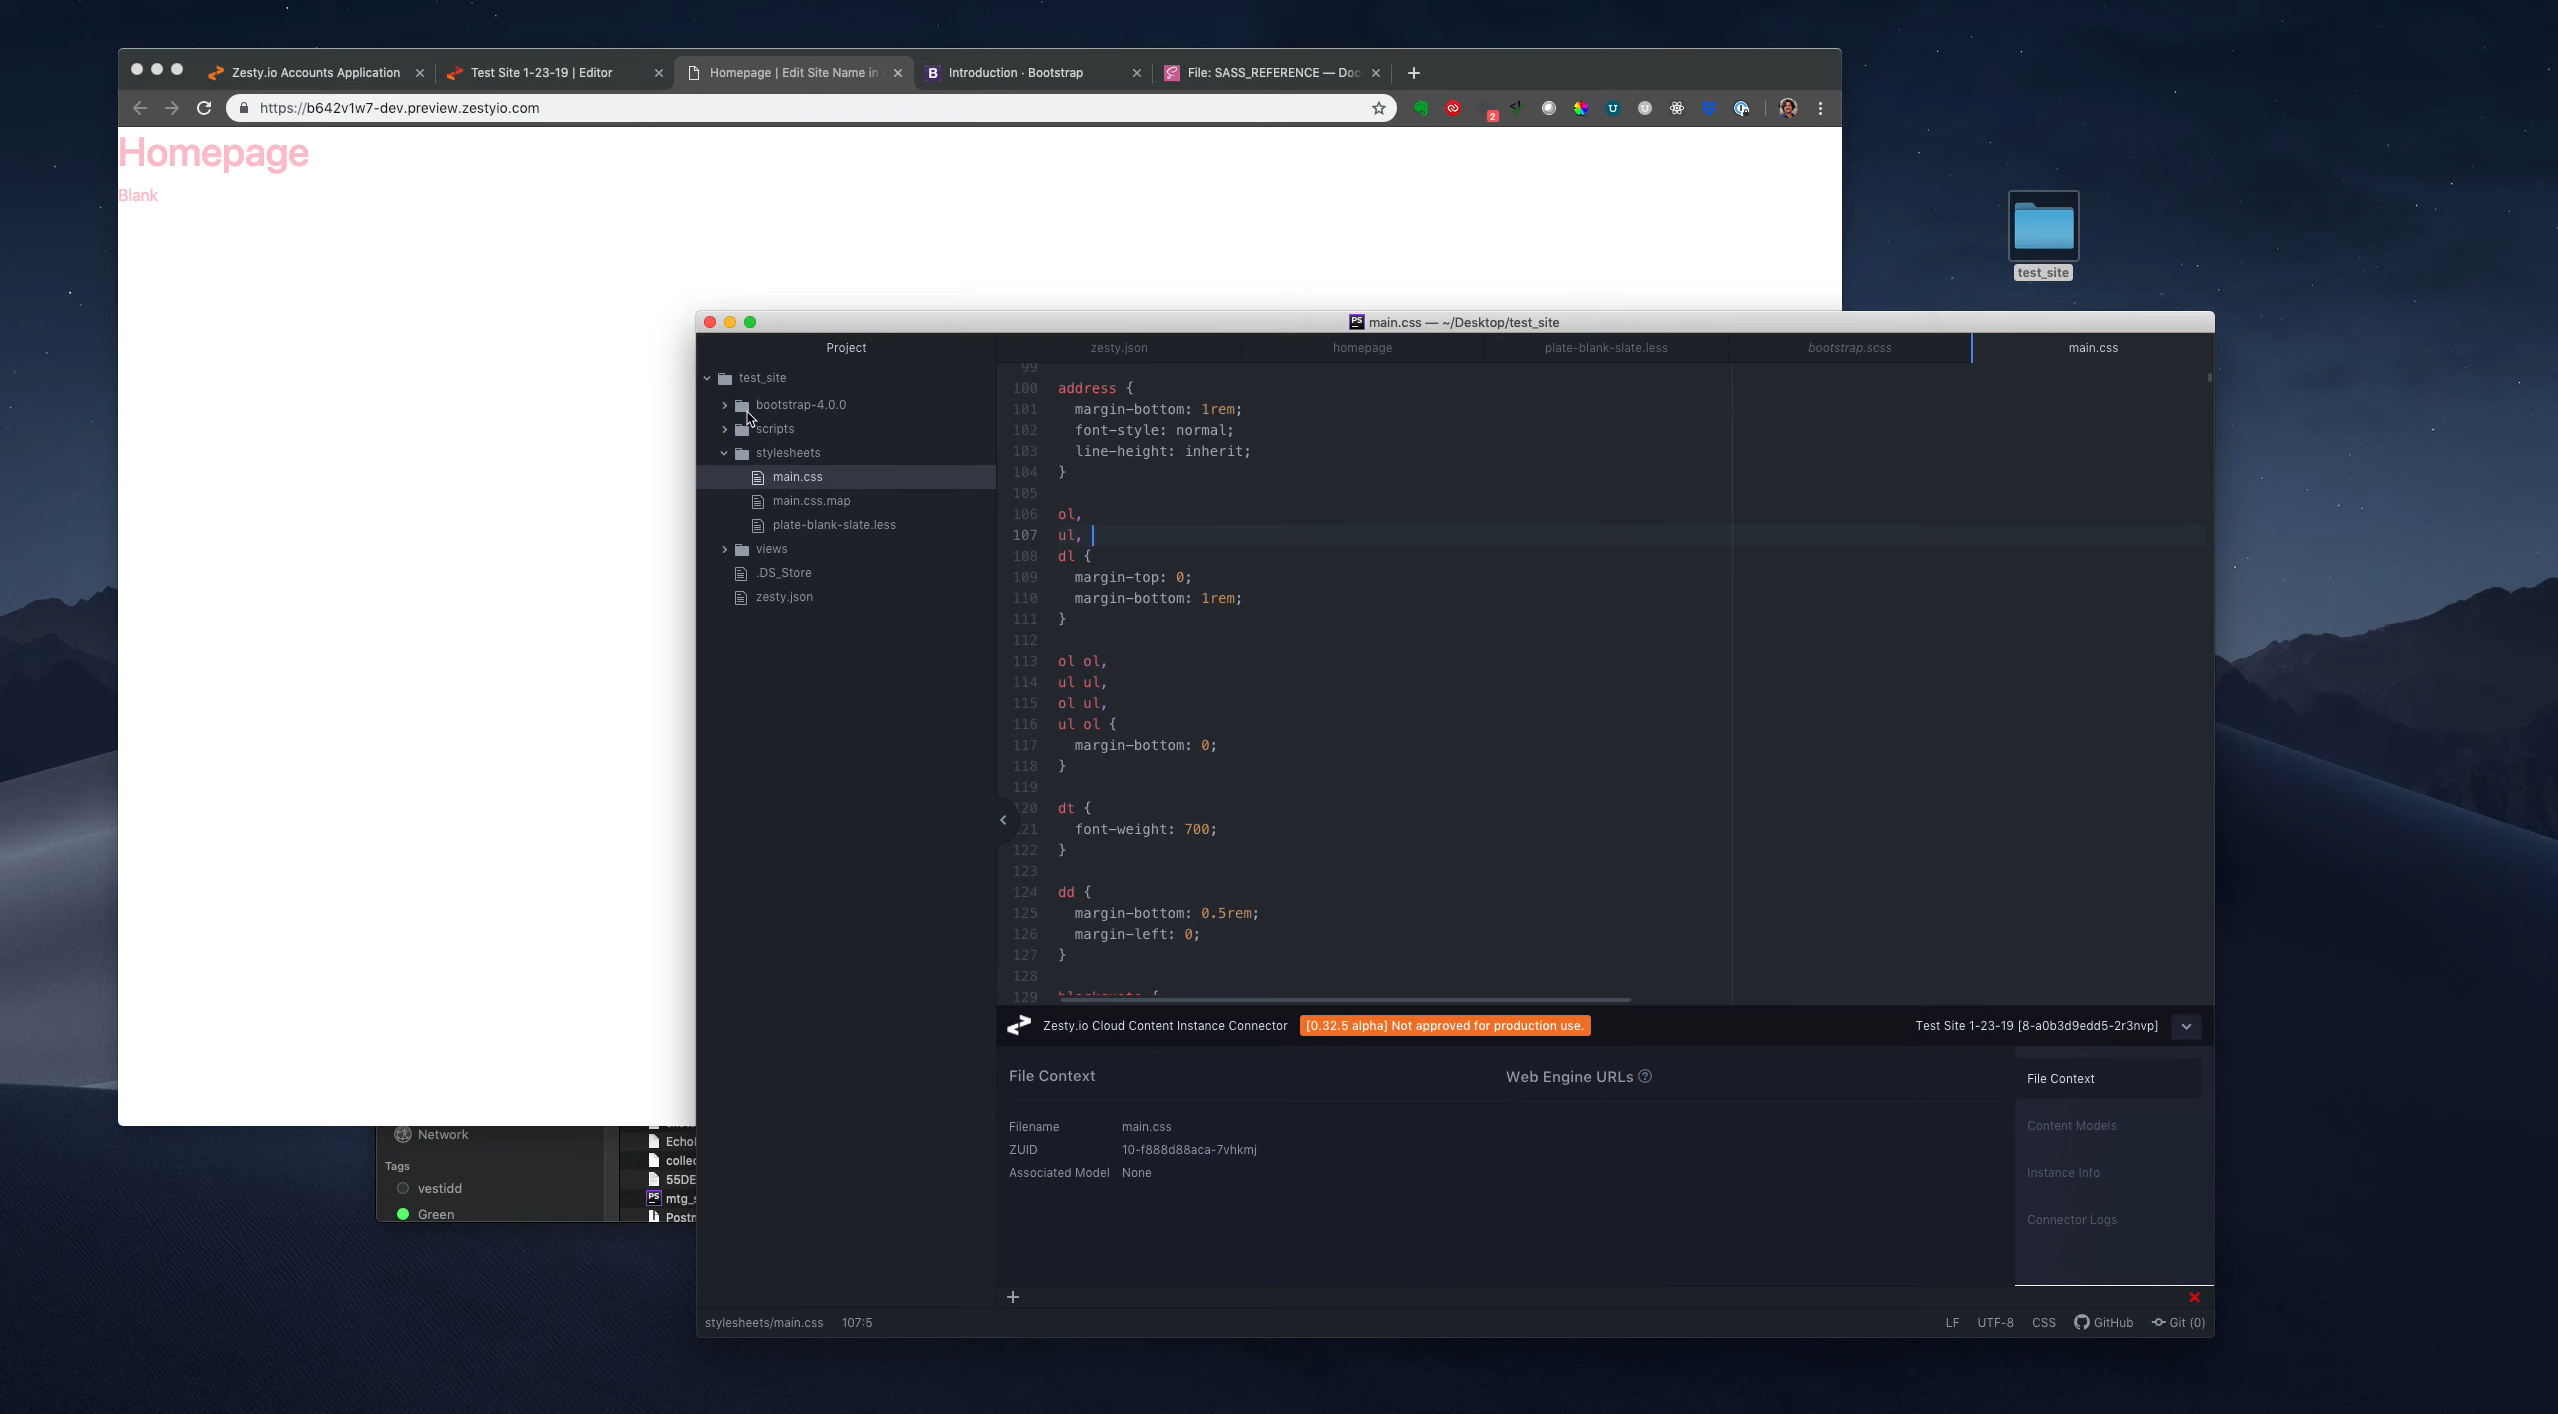 Zesty.io Accounts Application
Test Site 1-23-19 | Editor
Homepage | Edit Site Name in
Introduction · Bootstrap
File: SASS_REFERENCE — Doc
https://b642v1w7-dev.preview.zestyio.com
2
Homepage
Blank
test_site
main.css — ~/Desktop/test_site
Project
zesty.json
homepage
plate-blank-slate.less
bootstrap.scss
main.css
test_site
bootstrap-4.0.0
scripts
stylesheets
main.css
main.css.map
plate-blank-slate.less
views
.DS_Store
zesty.json
99
100 address {
101 margin-bottom: 1rem;
102 font-style: normal;
103 line-height: inherit;
104 }
105
106 ol,
107 ul,
108 dl {
109 margin-top: 0;
110 margin-bottom: 1rem;
111 }
112
113 ol ol,
114 ul ul,
115 ol ul,
116 ul ol {
117 margin-bottom: 0;
118 }
119
120 dt {
121 font-weight: 700;
122 }
123
124 dd {
125 margin-bottom: 0.5rem;
126 margin-left: 0;
127 }
128
129
Zesty.io Cloud Content Instance Connector
[0.32.5 alpha] Not approved for production use.
Test Site 1-23-19 [8-a0b3d9edd5-2r3nvp]
File Context
Web Engine URLs
Filename main.css
ZUID 10-f888d88aca-7vhkmj
Associated Model None
File Context
Content Models
Instance Info
Connector Logs
Network
Tags
vestidd
Green
Echo
collec
55DE
mtg_s
Postm
stylesheets/main.css 107:5
LF UTF-8 CSS GitHub Git (0)